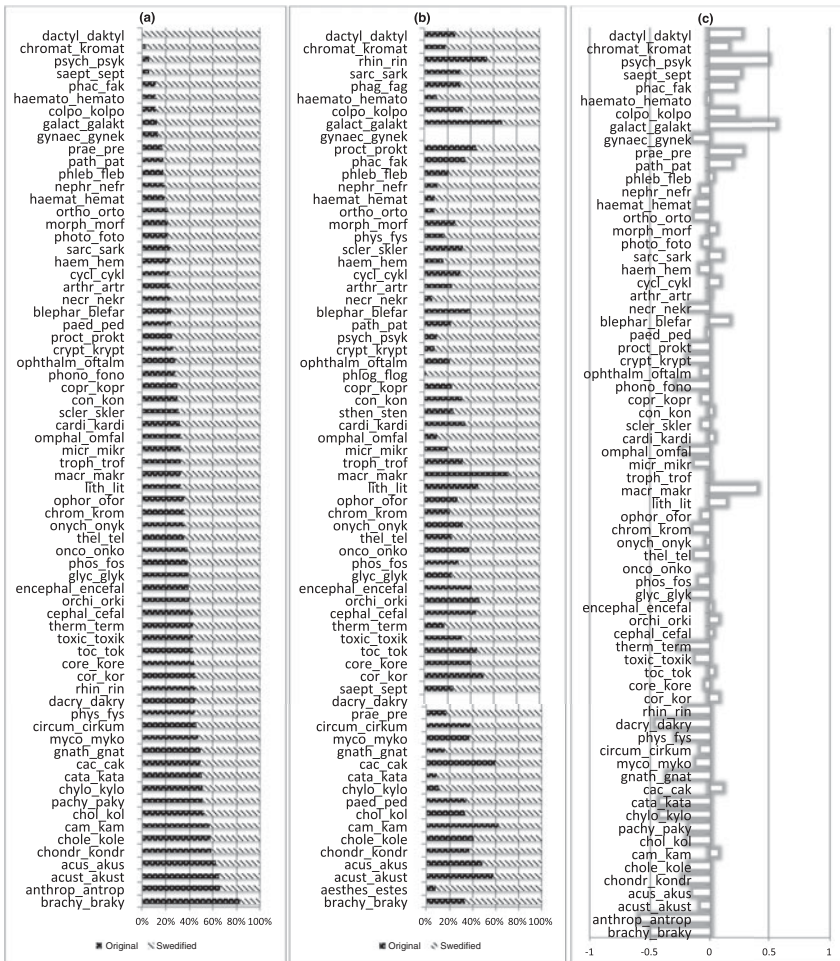 (a)
dactyl_daktyl
chromat_kromat
psych_psyk
saept_sept
phac_fak
haemato_hemato
colpo_kolpo
galact_galakt
gynaec_gynek
prae_pre
path_pat
phleb_fleb
nephr_nefr
haemat_hemat
ortho_orto
morph_morf
photo_foto
sarc_sark
haem_hem
cycl_cykl
arthr_artr
necr_nekr
blephar_blefar
paed_ped
proct_prokt
crypt_krypt
ophthalm_oftalm
phono_fono
copr_kopr
con_kon
scler_skler
cardi_kardi
omphal_omfal
micr_mikr
troph_trof
macr_makr
lith_lit
ophor_ofor
chrom_krom
onych_onyk
thel_tel
onco_onko
phos_fos
glyc_glyk
encephal_encefal
orchi_orki
cephal_cefal
therm_term
toxic_toxik
toc_tok
core_kore
cor_kor
rhin_rin
dacry_dakry
phys_fys
circum_cirkum
myco_myko
gnath_gnat
cac_cak
cata_kata
chylo_kylo
pachy_paky
chol_kol
cam_kam
chole_kole
chondr_kondr
acus_akus
acust_akust
anthrop_antrop
brachy_braky
0% 20% 40% 60% 80% 100%
Original Swedified
(b)
dactyl_daktyl
chromat_kromat
rhin_rin
sarc_sark
phag_fag
haemato_hemato
colpo_kolpo
galact_galakt
gynaec_gynek
proct_prokt
phac_fak
phleb_fleb
nephr_nefr
haemat_hemat
ortho_orto
morph_morf
phys_fys
scler_skler
haem_hem
cycl_cykl
arthr_artr
necr_nekr
blephar_blefar
path_pat
psych_psyk
crypt_krypt
ophthalm_oftalm
phlog_flog
copr_kopr
con_kon
sthen_sten
cardi_kardi
omphal_omfal
micr_mikr
troph_trof
macr_makr
lith_lit
ophor_ofor
chrom_krom
onych_onyk
thel_tel
onco_onko
phos_fos
glyc_glyk
encephal_encefal
orchi_orki
cephal_cefal
therm_term
toxic_toxik
toc_tok
core_kore
cor_kor
saept_sept
dacry_dakry
prae_pre
circum_cirkum
myco_myko
gnath_gnat
cac_cak
cata_kata
chylo_kylo
paed_ped
chol_kol
cam_kam
chole_kole
chondr_kondr
acus_akus
acust_akust
aesthes_estes
brachy_braky
0% 20% 40% 60% 80% 100%
Original Swedified
(c)
dactyl_daktyl
chromat_kromat
psych_psyk
saept_sept
phac_fak
haemato_hemato
colpo_kolpo
galact_galakt
gynaec_gynek
prae_pre
path_pat
phleb_fleb
nephr_nefr
haemat_hemat
ortho_orto
morph_morf
photo_foto
sarc_sark
haem_hem
cycl_cykl
arthr_artr
necr_nekr
blephar_blefar
paed_ped
proct_prokt
crypt_krypt
ophthalm_oftalm
phono_fono
copr_kopr
con_kon
scler_skler
cardi_kardi
omphal_omfal
micr_mikr
troph_trof
macr_makr
lith_lit
ophor_ofor
chrom_krom
onych_onyk
thel_tel
onco_onko
phos_fos
glyc_glyk
encephal_encefal
orchi_orki
cephal_cefal
therm_term
toxic_toxik
toc_tok
core_kore
cor_kor
rhin_rin
dacry_dakry
phys_fys
circum_cirkum
myco_myko
gnath_gnat
cac_cak
cata_kata
chylo_kylo
pachy_paky
chol_kol
cam_kam
chole_kole
chondr_kondr
acus_akus
acust_akust
anthrop_antrop
brachy_braky
-1 -0.5 0 0.5 1